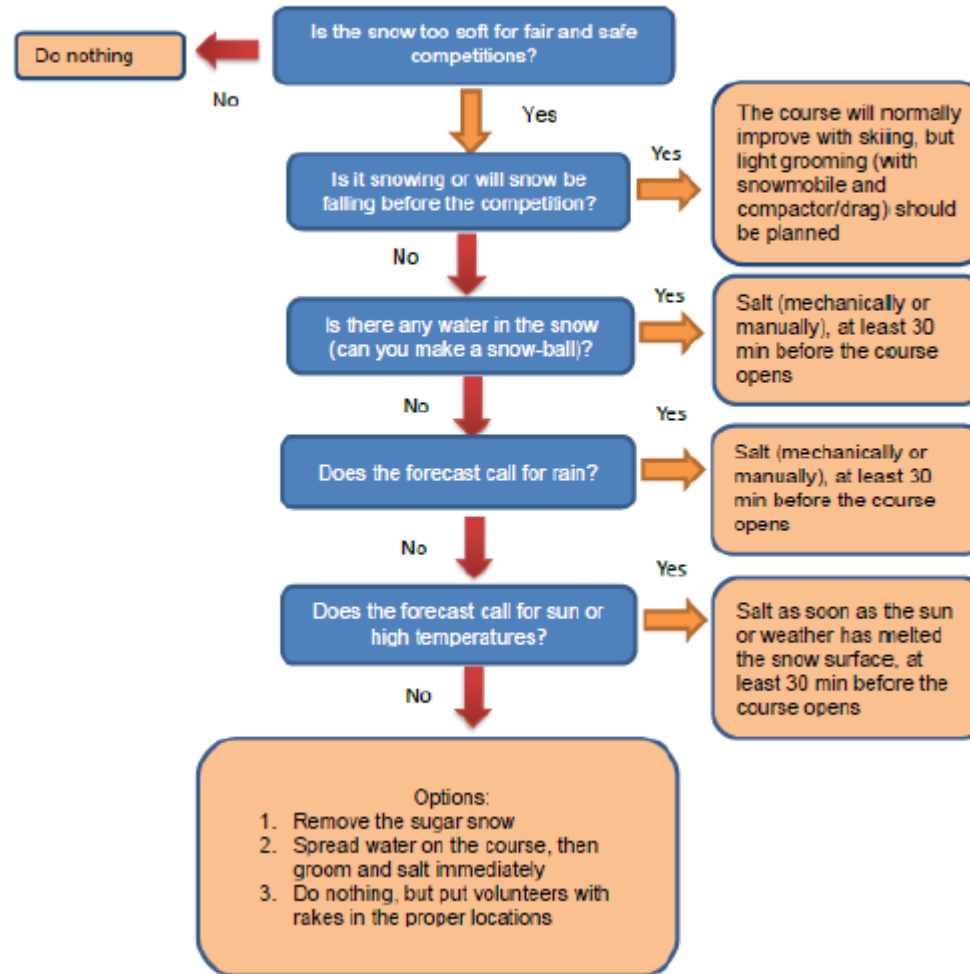 Is the snow too soft for fair and safe
competitions?
Do nothing
No
Yes
Is it snowing or will snow be
falling before the competition?
Yes
The course will normally
improve with skiing, but
light grooming (with
snowmobile and
compactor/drag) should
be planned
No
Is there any water in the snow
(can you make a snow-ball)?
Yes
Salt (mechanically or
manually), at least 30
min before the course
opens
No
Does the forecast call for rain?
Yes
Salt (mechanically or
manually), at least 30
min before the course
opens
No
Does the forecast call for sun or
high temperatures?
Yes
Salt as soon as the sun
or weather has melted
the snow surface, at
least 30 min before the
course opens
No
Options:
1. Remove the sugar snow
2. Spread water on the course, then
groom and salt immediately
3. Do nothing, but put volunteers with
rakes in the proper locations